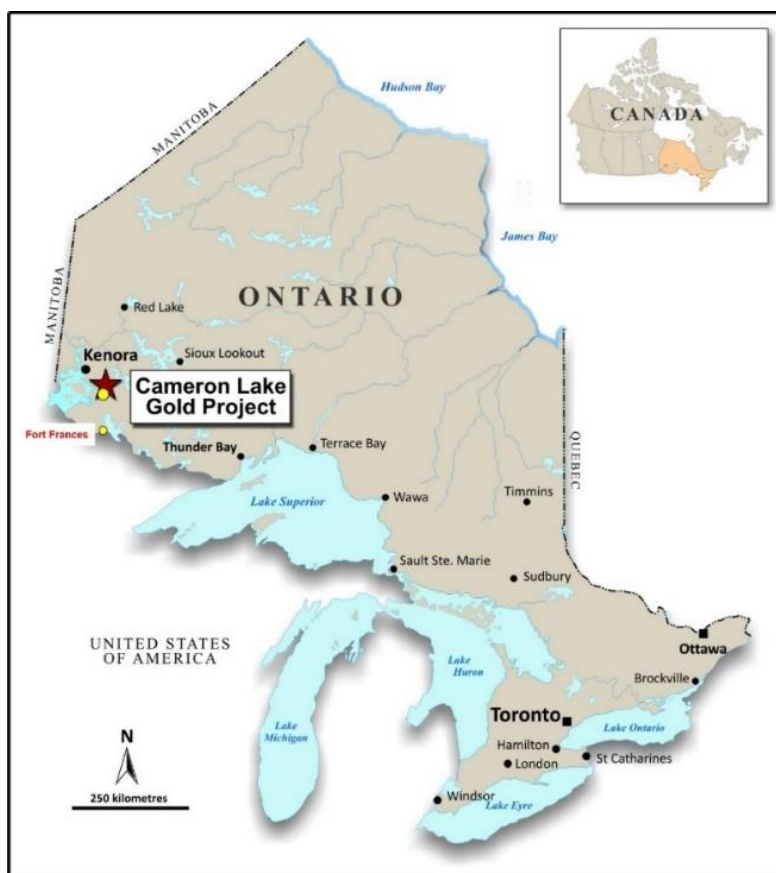 Hudson Bay
CANADA
MANITOBA
James Bay
ONTARIO
MANITOBA
Red Lake
Kenora
Sioux Lookout
Cameron Lake
Gold Project
Fort Frances
Thunder Bay
Terrace Bay
QUEBEC
Lake Superior
Wawa
Timmins
Sault Ste. Marie
Sudbury
UNITED STATES
OF AMERICA
Ottawa
Lake
Huron
Brockville
Toronto
Lake
Michigan
Lake Ontario
Hamilton
N
London
St Catharines
250 kilometres
Windsor
Lake Eyre